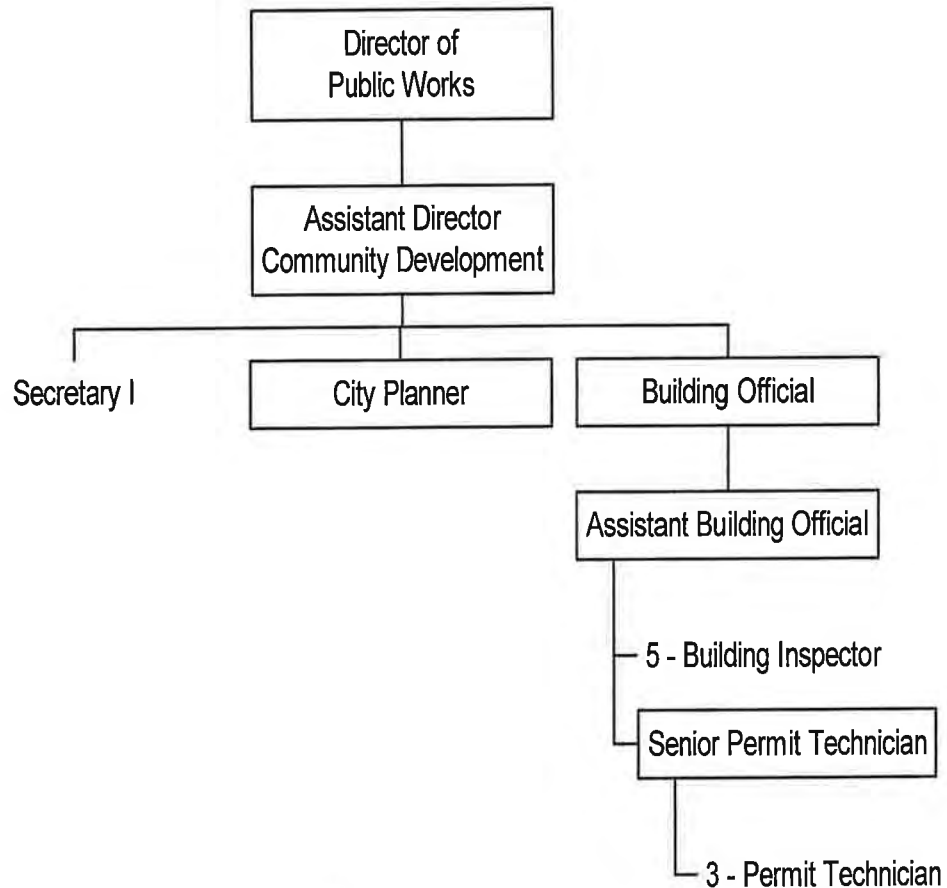 Director of
Public Works
Assistant Director
Community Development
Secretary I
City Planner
Building Official
Assistant Building Official
5 - Building Inspector
Senior Permit Technician
3 - Permit Technician